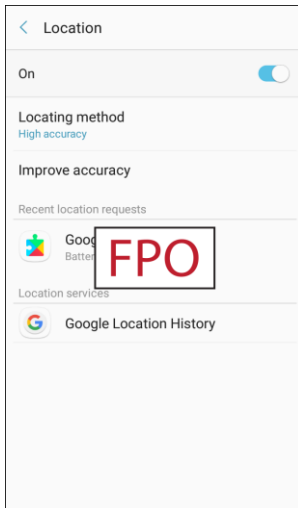 Location
On
Locating method
High accuracy
Improve accuracy
Recent location requests
FPO
Location services
Google Location History